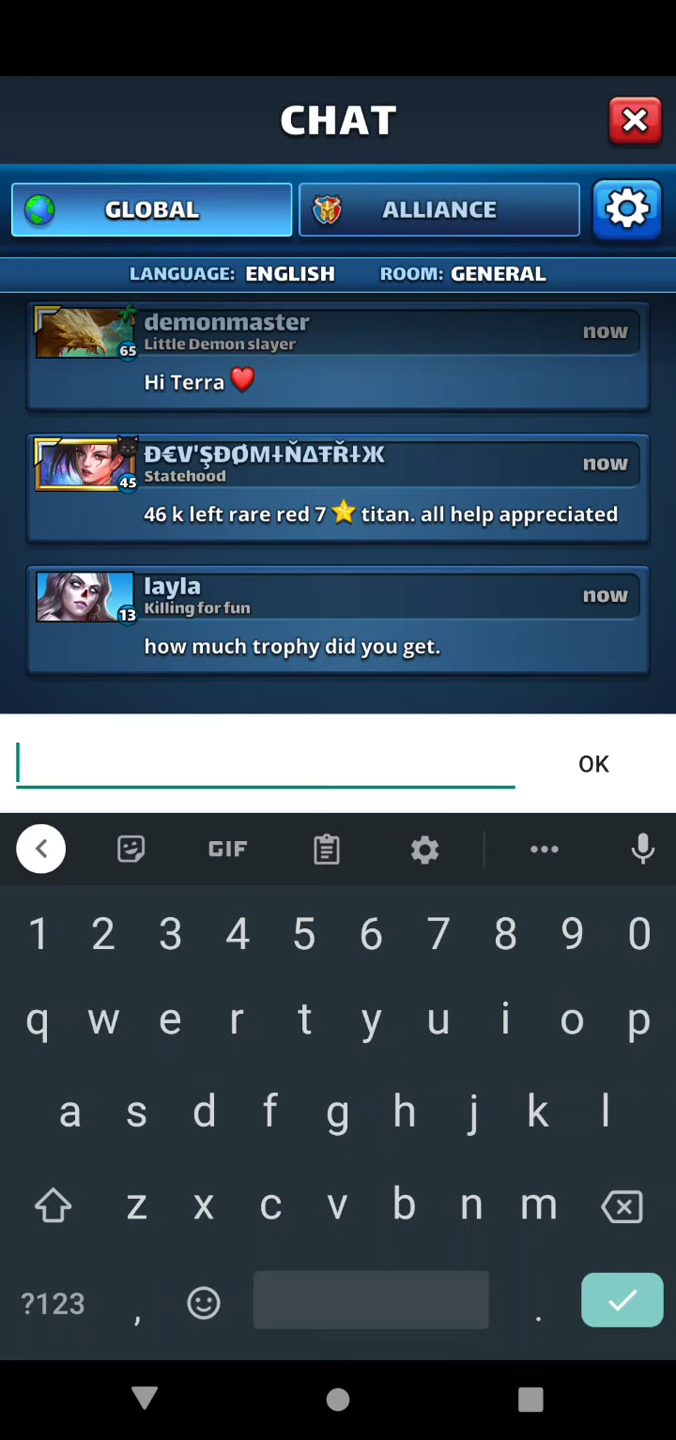 CHAT
GLOBAL
ALLIANCE
LANGUAGE: ENGLISH ROOM: GENERAL
demonmaster
now
Little Demon slayer
65
Hi Terra ❤️
Đ€V'ŞĐØMƗŇΔŦŘƗЖ
now
Statehood
45
46 k left rare red 7 ⭐ titan. all help appreciated
layla
now
Killing for fun
13
how much trophy did you get.
OK
GIF
1 2 3 4 5 6 7 8 9 0
q w e r t y u i o p
a s d f g h j k l
z x c v b n m
?123 , .